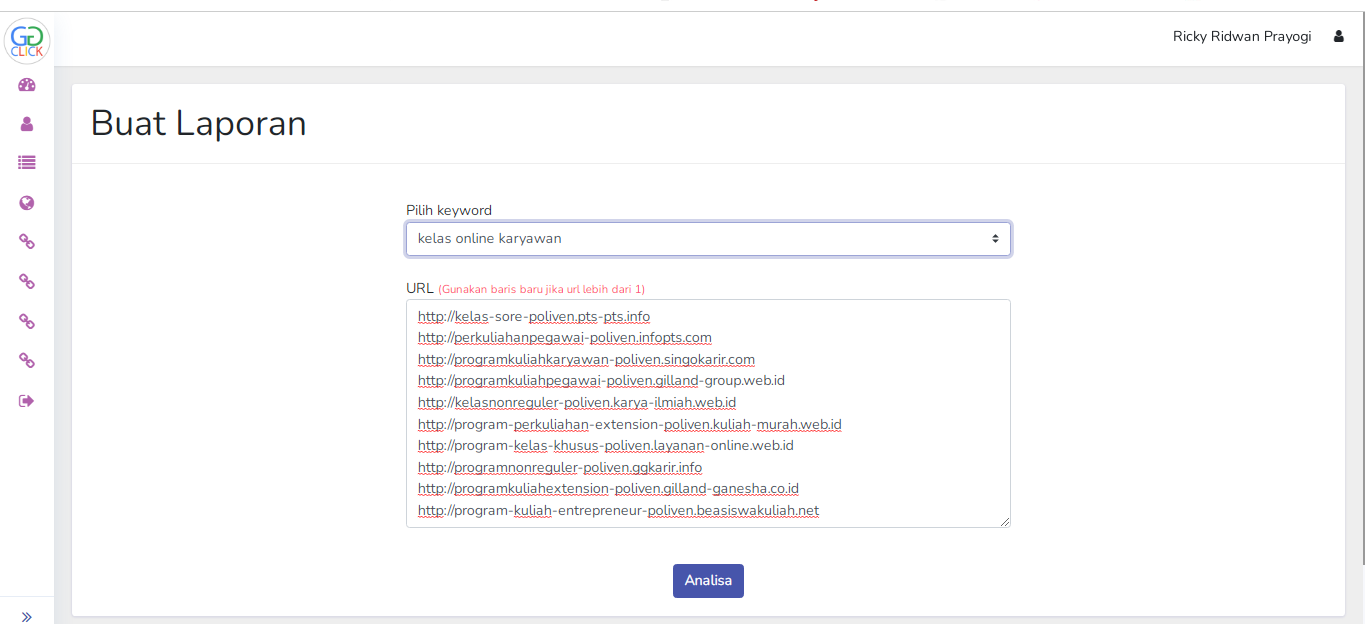 GG
CLICK
Ricky Ridwan Prayogi
Buat Laporan
Pilih keyword
kelas online karyawan
URL (Gunakan baris baru jika url lebih dari 1)
http://kelas-sore-poliven.pts-pts.info
http://perkuliahanpegawai-poliven.infopts.com
http://programkuliahkaryawan-poliven.singokarir.com
http://programkuliahpegawai-poliven.gilland-group.web.id
http://kelasnonreguler-poliven.karya-ilmiah.web.id
http://program-perkuliahan-extension-poliven.kuliah-murah.web.id
http://program-kelas-khusus-poliven.layanan-online.web.id
http://programnonreguler-poliven.ggkarir.info
http://programkuliahextension-poliven.gilland-ganesha.co.id
http://program-kuliah-entrepreneur-poliven.beasiswakuliah.net
Analisa